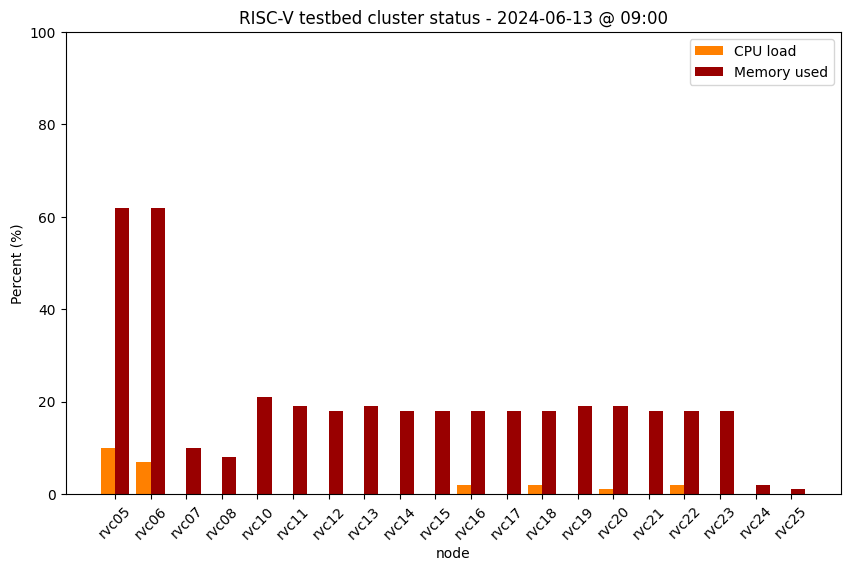 RISC-V testbed cluster status - 2024-06-13 @ 09:00
CPU load
Memory used
Percent (%)
100
80
60
40
20
0
rvc05
rvc06
rvc07
rvc08
rvc10
rvc11
rvc12
rvc13
rvc14
rvc15
rvc16
rvc17
rvc18
rvc19
rvc20
rvc21
rvc22
rvc23
rvc24
rvc25
node